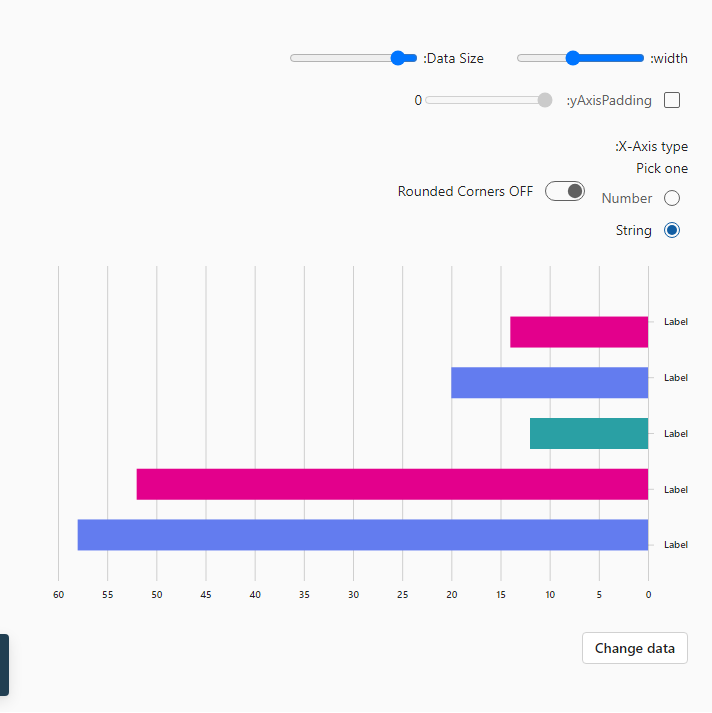 :width
:Data Size
:yAxisPadding
0
:X-Axis type
Pick one
Number
Rounded Corners OFF
String
Label
Label
Label
Label
Label
60 55 50 45 40 35 30 25 20 15 10 5 0
Change data